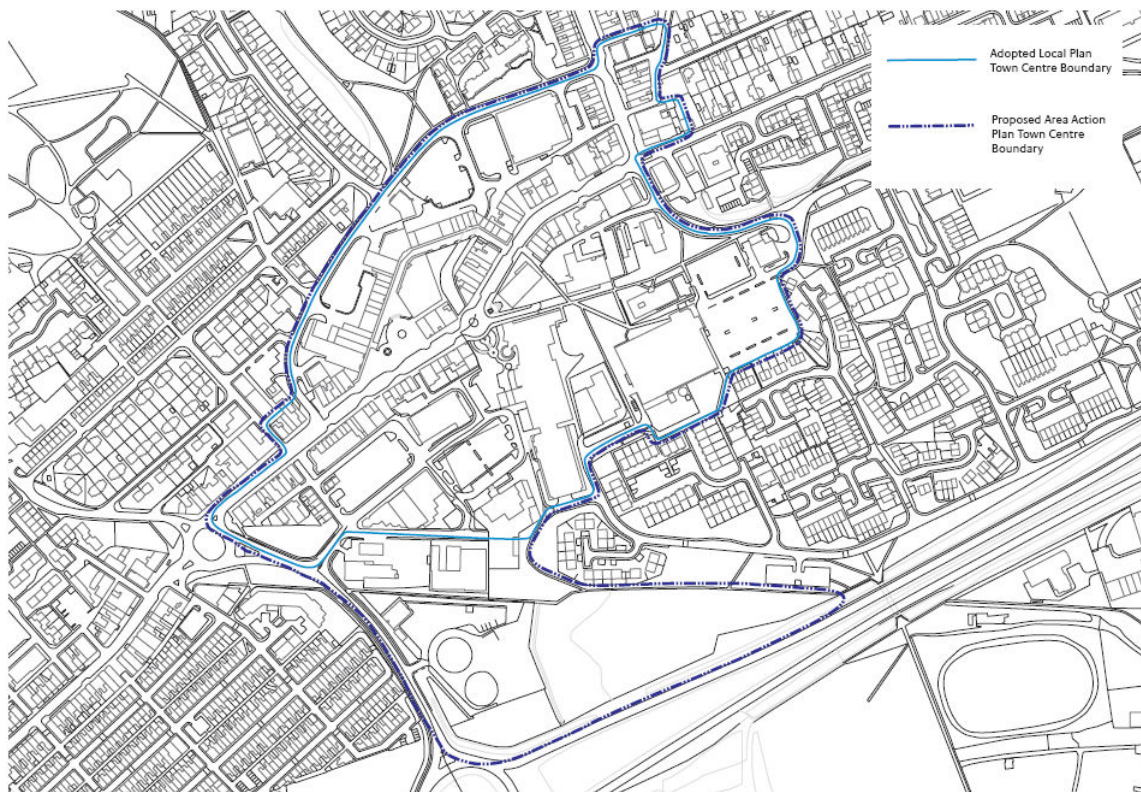 Adopted Local Plan
Town Centre Boundary
Proposed Area Action
Plan Town Centre
Boundary